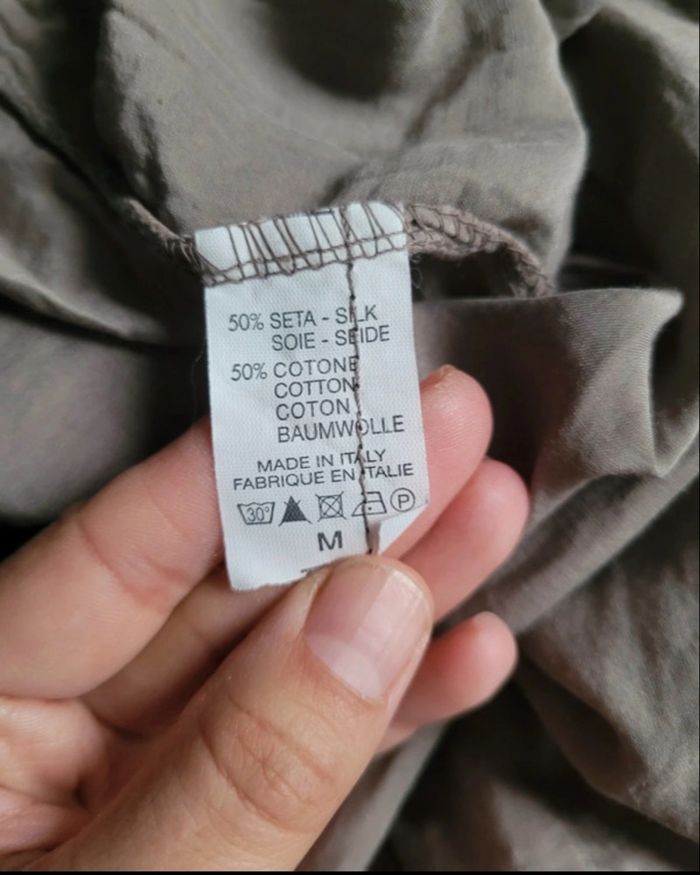 50% SETA - SILK
SOIE - SEIDE
50% COTONE
COTTON
COTON
BAUMWOLLE
MADE IN ITALY
FABRIQUE EN ITALIE
30° P
M